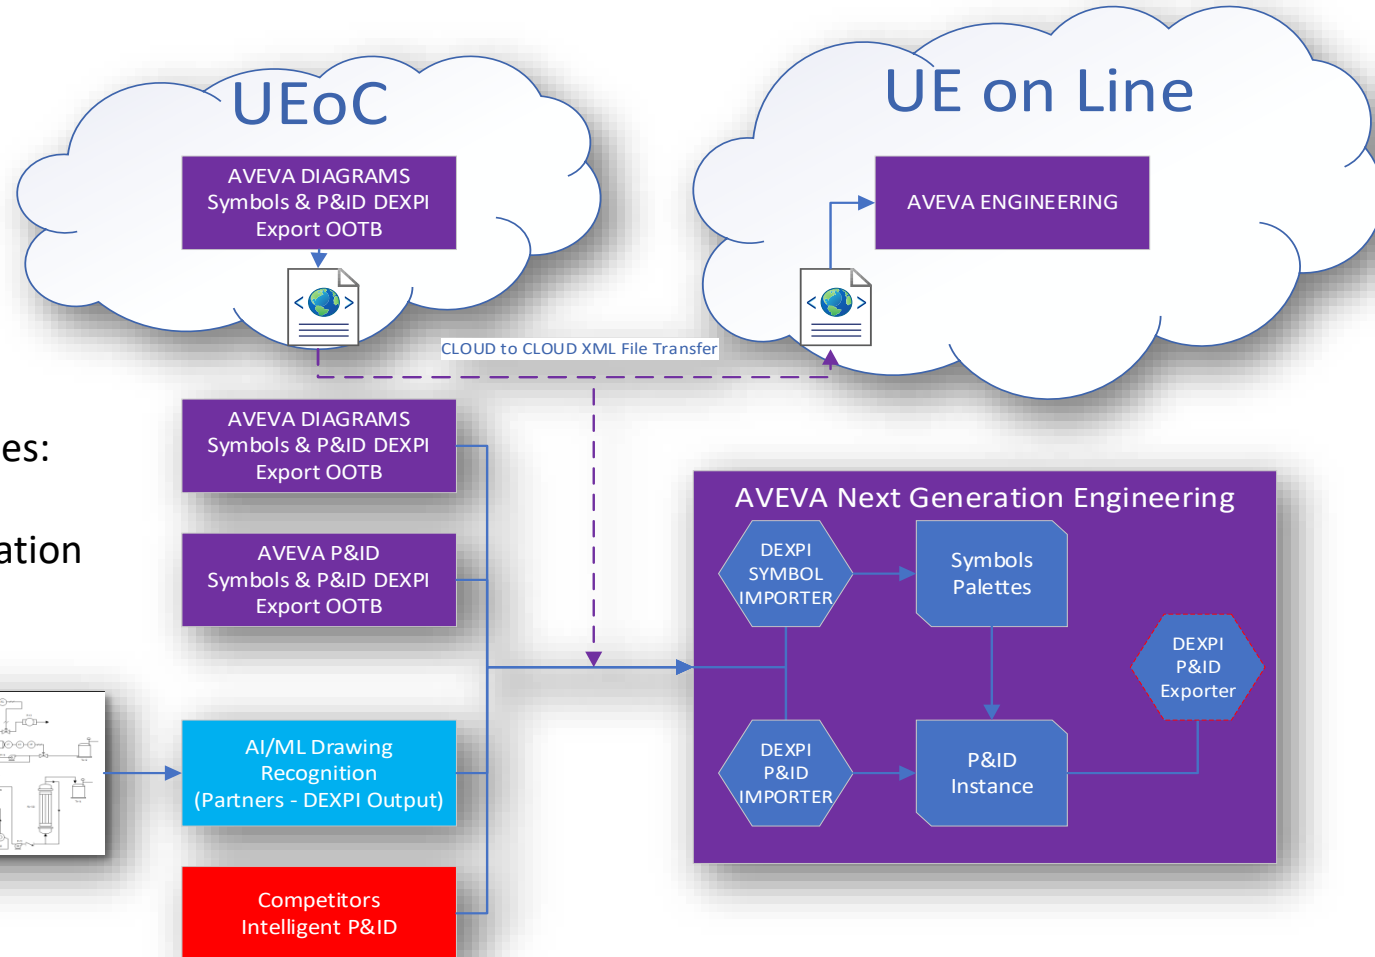 UEoC
AVEVA DIAGRAMS
Symbols & P&ID DEXPI
Export OOTB
UE on Line
AVEVA ENGINEERING
CLOUD to CLOUD XML File Transfer
es:
ation
AVEVA DIAGRAMS
Symbols & P&ID DEXPI
Export OOTB
AVEVA P&ID
Symbols & P&ID DEXPI
Export OOTB
AI/ML Drawing
Recognition
(Partners - DEXPI Output)
Competitors
Intelligent P&ID
AVEVA Next Generation Engineering
DEXPI
SYMBOL
IMPORTER
Symbols
Palettes
DEXPI
P&ID
Exporter
DEXPI
P&ID
IMPORTER
P&ID
Instance